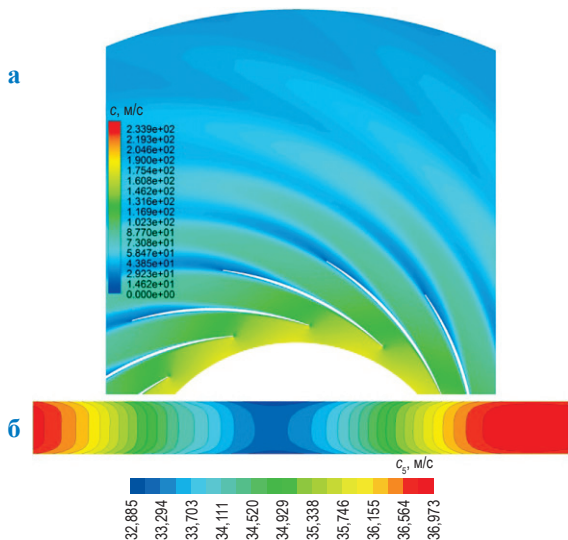 а
c, м/с
2.339e+02
2.193e+02
2.046e+02
1.900e+02
1.754e+02
1.608e+02
1.462e+02
1.316e+02
1.169e+02
1.023e+02
8.770e+01
7.308e+01
5.847e+01
4.385e+01
2.923e+01
1.462e+01
0.000e+00
б
c5, м/с
32,885
33,294
33,703
34,111
34,520
34,929
35,338
35,746
36,155
36,564
36,973